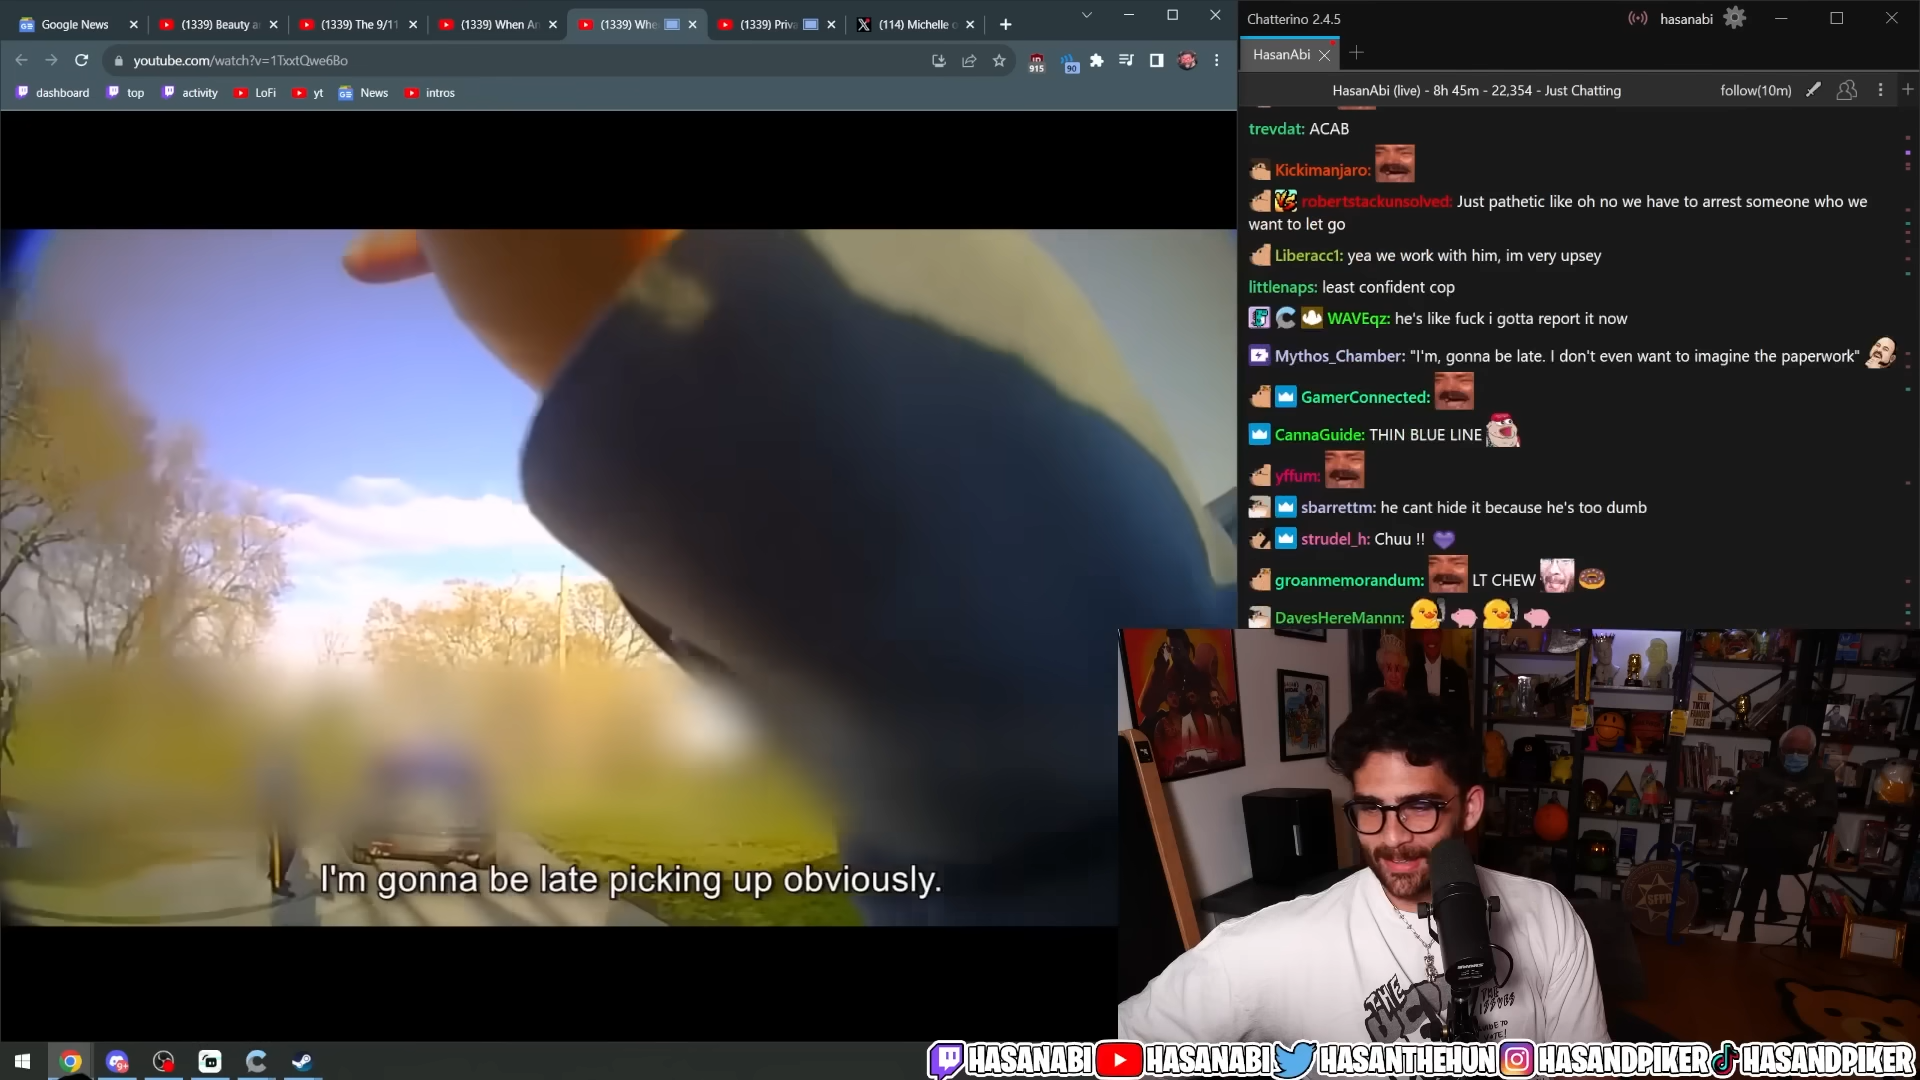 Google News
(1339) Beauty a
(1339) The 9/11
(1339) When An
(1339) Whe
(1339) Priva
(114) Michelle o
youtube.com/watch?v=1TxxtQwe6Bo
915
90
dashboard
top
activity
LoFi
yt
News
intros
I'm gonna be late picking up obviously.
Chatterino 2.4.5
hasanabi
HasanAbi
HasanAbi (live) - 8h 45m - 22,354 - Just Chatting
follow(10m)
trevdat: ACAB
Kickimanjaro:
robertstackunsolved: Just pathetic like oh no we have to arrest someone who we
want to let go
Liberacc1: yea we work with him, im very upsey
littlenaps: least confident cop
WAVEqz: he's like fuck i gotta report it now
Mythos_Chamber: "I'm, gonna be late. I don't even want to imagine the paperwork"
GamerConnected:
CannaGuide: THIN BLUE LINE
yffum:
sbarrettm: he cant hide it because he's too dumb
strudel_h: Chuu !!
groanmemorandum: LT CHEW
DavesHereMannn:
HASANABI
HASANABI
HASANTHEHUN
HASANDPIKER
HASANDPIKER